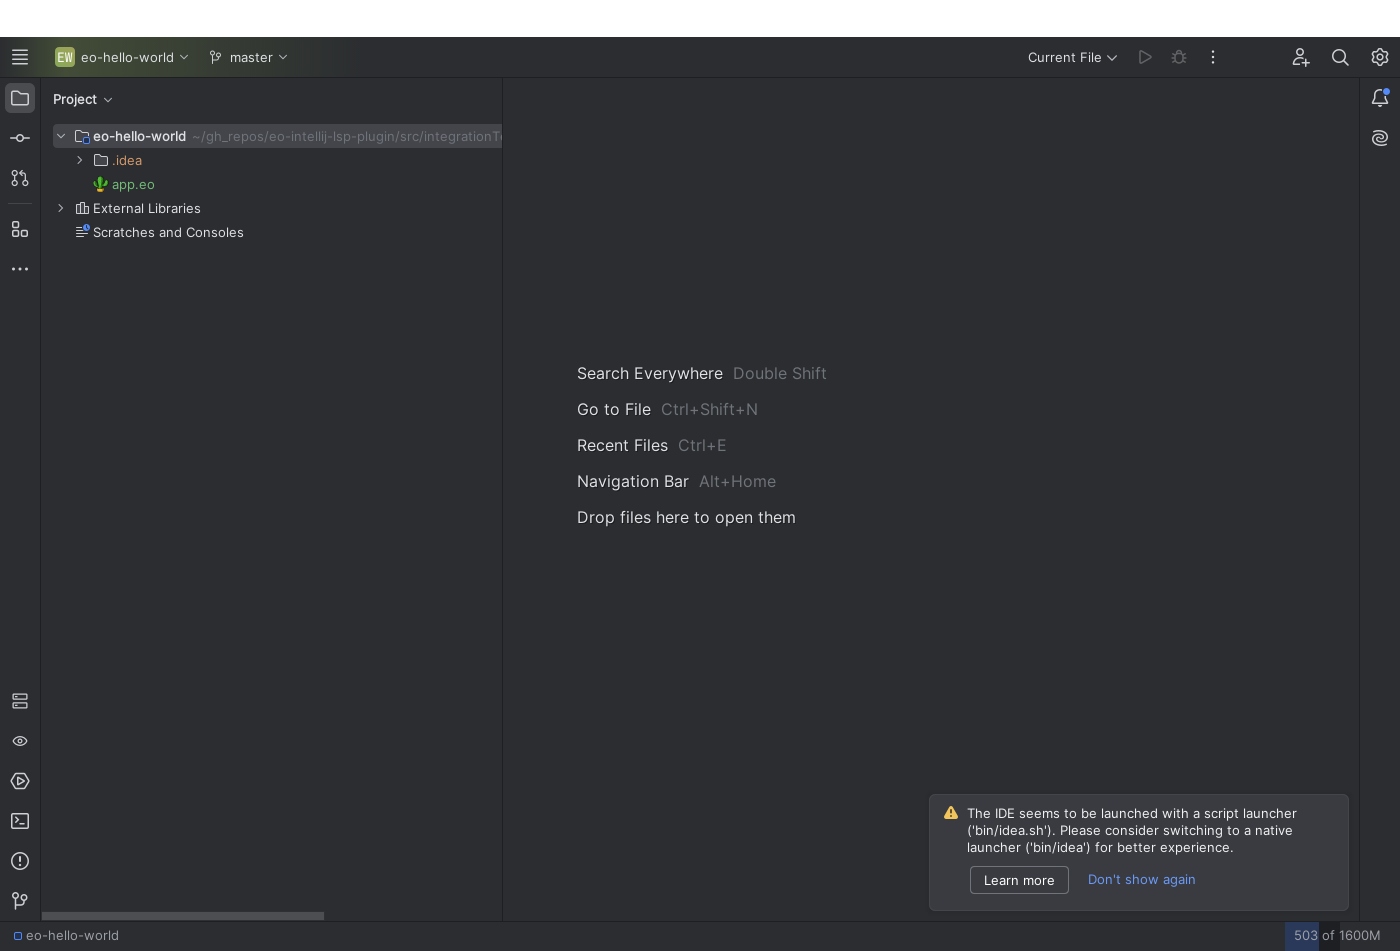 EW eo-hello-world master Current File
Project
eo-hello-world ~/gh_repos/eo-intellij-lsp-plugin/src/integrationTe
.idea
app.eo
External Libraries
Scratches and Consoles
Search Everywhere Double Shift
Go to File Ctrl+Shift+N
Recent Files Ctrl+E
Navigation Bar Alt+Home
Drop files here to open them
The IDE seems to be launched with a script launcher
('bin/idea.sh'). Please consider switching to a native
launcher ('bin/idea') for better experience.
Learn more Don't show again
eo-hello-world 503 of 1600M